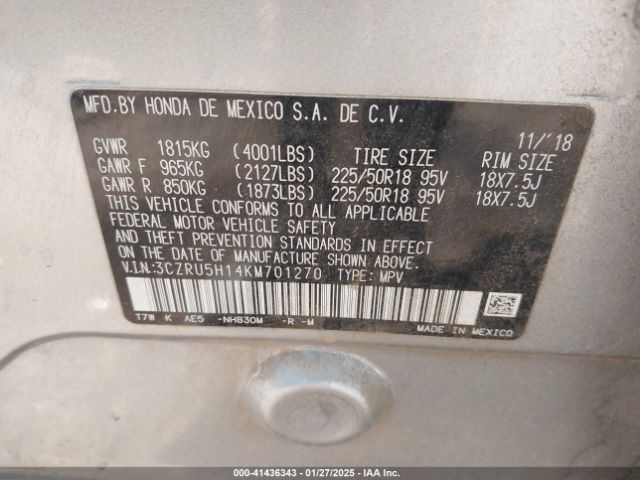 MFD.BY HONDA DE MEXICO S.A. DE C.V.
11/'18
GVWR 1815KG (4001LBS) TIRE SIZE RIM SIZE
GAWR F 965KG (2127LBS) 225/50R18 95V 18X7.5J
GAWR R 850KG (1873LBS) 225/50R18 95V 18X7.5J
THIS VEHICLE CONFORMS TO ALL APPLICABLE
FEDERAL MOTOR VEHICLE SAFETY
AND THEFT PREVENTION STANDARDS IN EFFECT
ON THE DATE OF MANUFACTURE SHOWN ABOVE.
V.I.N:3CZRU5H14KM701270 TYPE: MPV
T7W K AE5 -NH830M -R -M
MADE IN MEXICO
000-41436343 | 01/27/2025 | IAA Inc.